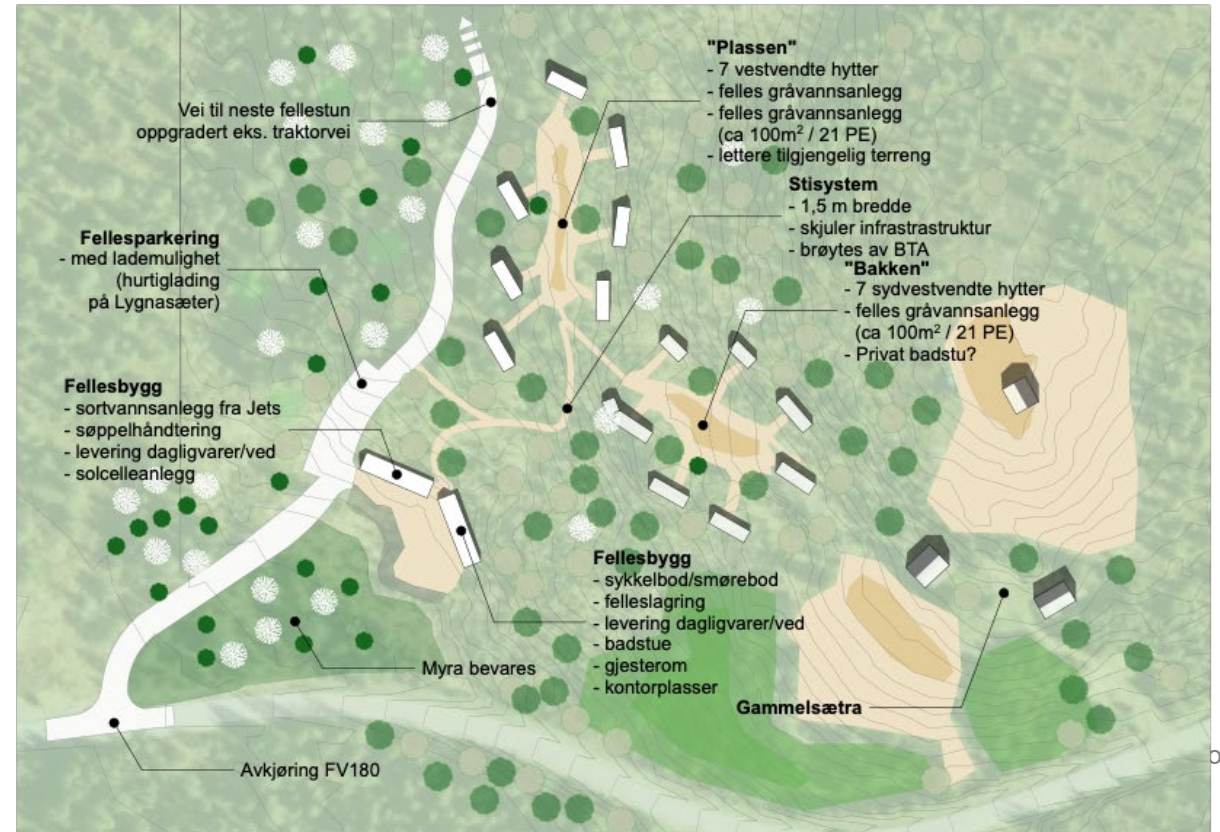 "Plassen"
- 7 vestvendte hytter
- felles gråvannsanlegg
- felles gråvannsanlegg
(ca 100m² / 21 PE)
- lettere tilgjengelig terreng
Vei til neste fellestun
oppgradert eks. traktorvei
Stisystem
- 1,5 m bredde
- skjuler infrastrastruktur
- brøytes av BTA
Fellesparkering
- med lademulighet
(hurtiglading
på Lygnasæter)
"Bakken"
- 7 sydvestvendte hytter
- felles gråvannsanlegg
(ca 100m² / 21 PE)
- Privat badstu?
Fellesbygg
- sortvannsanlegg fra Jets
- søppelhåndtering
- levering dagligvarer/ved
- solcelleanlegg
Fellesbygg
- sykkelbod/smørebod
- felleslagring
- levering dagligvarer/ved
- badstue
- gjesterom
- kontorplasser
Myra bevares
Gammelsætra
Avkjøring FV180